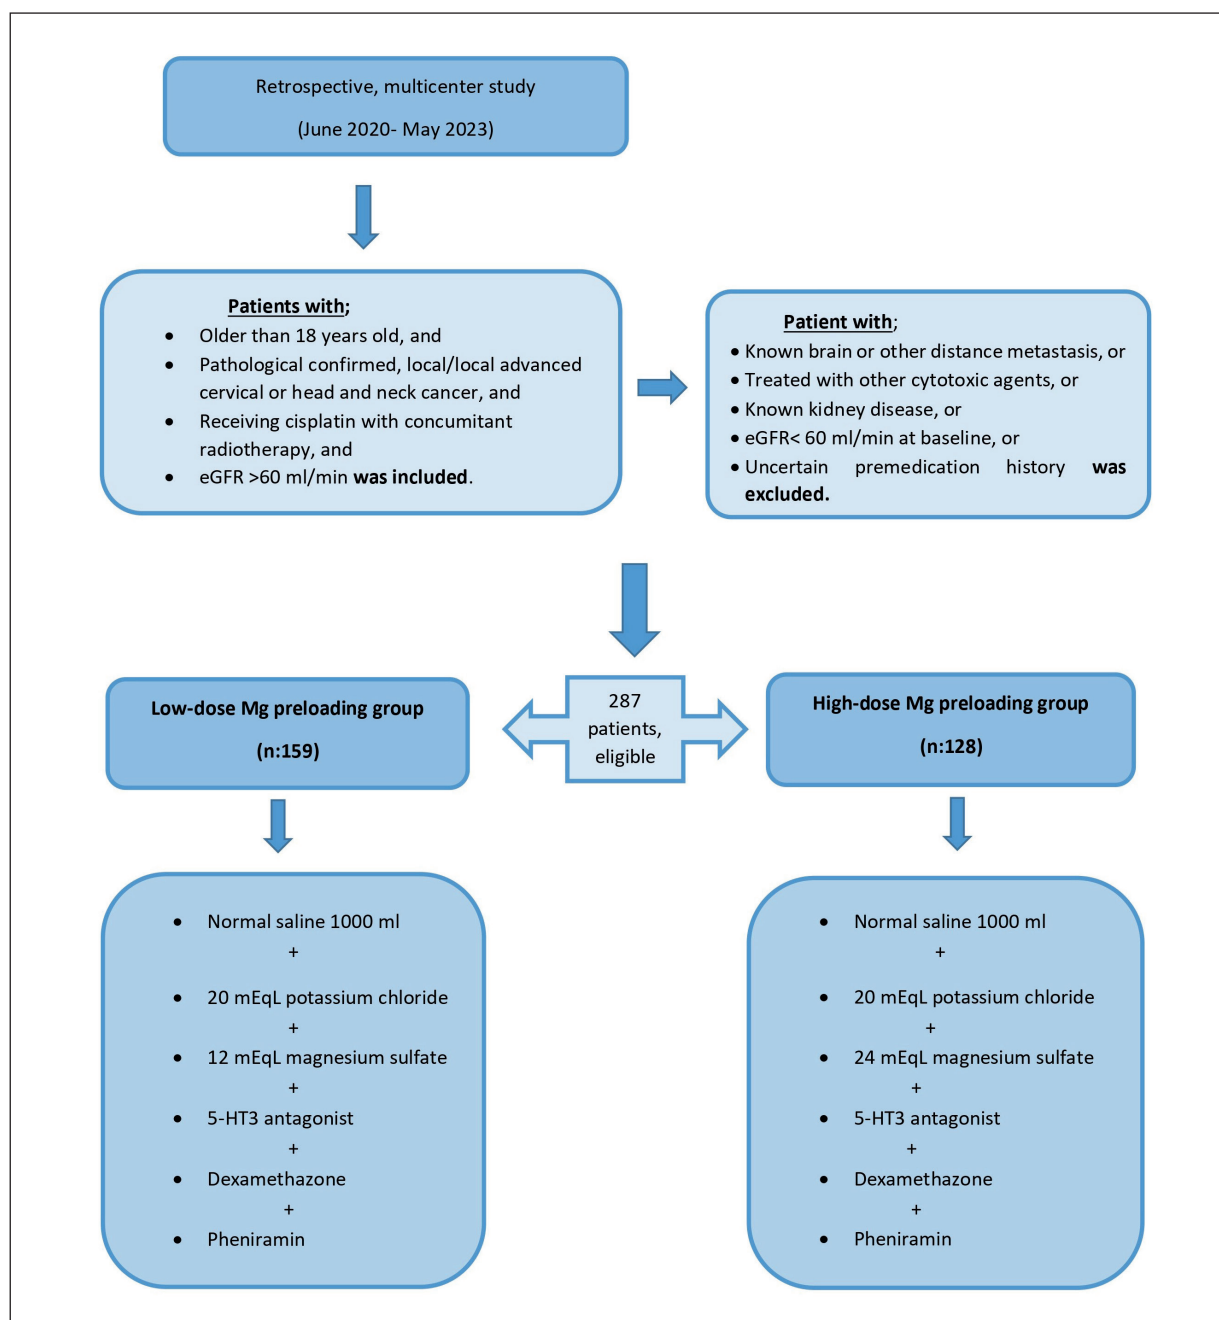 Retrospective, multicenter study
(June 2020- May 2023)
Patients with;
• Older than 18 years old, and
• Pathological confirmed, local/local advanced
cervical or head and neck cancer, and
• Receiving cisplatin with concumitant
radiotherapy, and
• eGFR >60 ml/min was included.
Patient with;
• Known brain or other distance metastasis, or
• Treated with other cytotoxic agents, or
• Known kidney disease, or
• eGFR< 60 ml/min at baseline, or
• Uncertain premedication history was
excluded.
287
patients,
eligible
Low-dose Mg preloading group
(n:159)
High-dose Mg preloading group
(n:128)
• Normal saline 1000 ml
+
• 20 mEqL potassium chloride
+
• 12 mEqL magnesium sulfate
+
• 5-HT3 antagonist
+
• Dexamethazone
+
• Pheniramin
• Normal saline 1000 ml
+
• 20 mEqL potassium chloride
+
• 24 mEqL magnesium sulfate
+
• 5-HT3 antagonist
+
• Dexamethazone
+
• Pheniramin